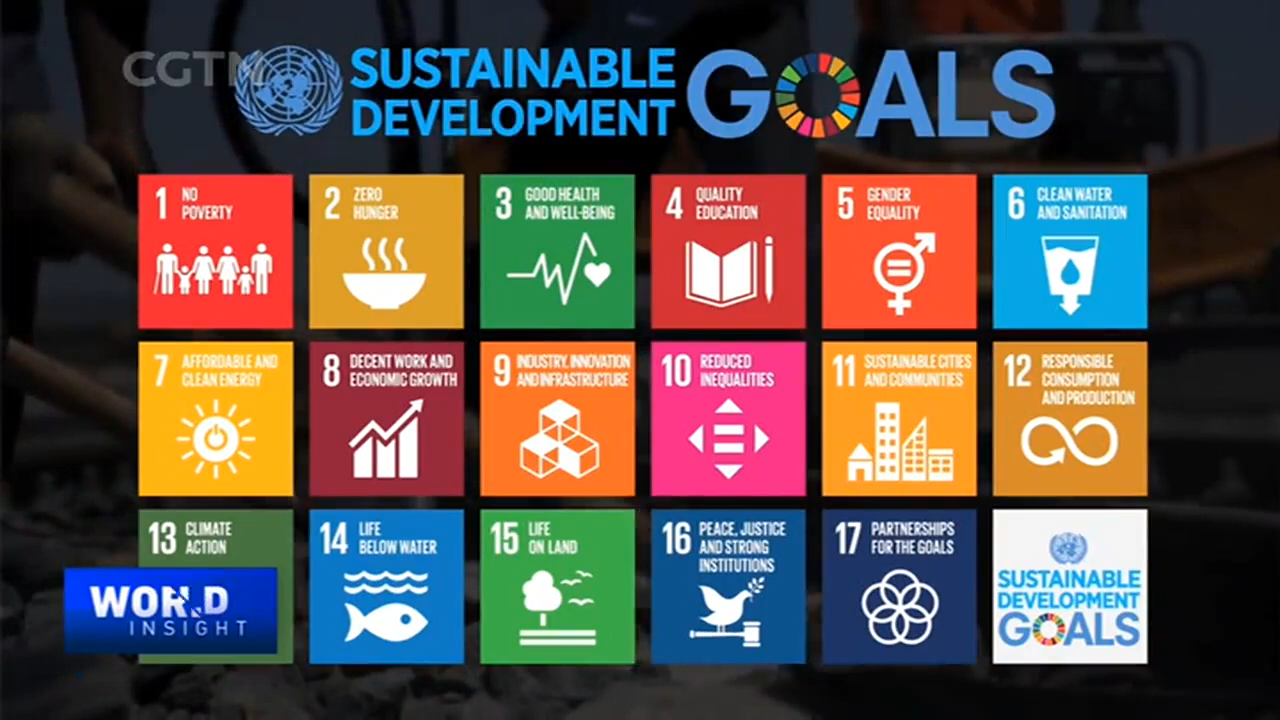 CGTN
SUSTAINABLE
DEVELOPMENT
GOALS
1 NO
POVERTY
2 ZERO
HUNGER
3 GOOD HEALTH
AND WELL-BEING
4 QUALITY
EDUCATION
5 GENDER
EQUALITY
6 CLEAN WATER
AND SANITATION
7 AFFORDABLE AND
CLEAN ENERGY
8 DECENT WORK AND
ECONOMIC GROWTH
9 INDUSTRY, INNOVATION
AND INFRASTRUCTURE
10 REDUCED
INEQUALITIES
11 SUSTAINABLE CITIES
AND COMMUNITIES
12 RESPONSIBLE
CONSUMPTION
AND PRODUCTION
13 CLIMATE
ACTION
14 LIFE
BELOW WATER
15 LIFE
ON LAND
16 PEACE, JUSTICE
AND STRONG
INSTITUTIONS
17 PARTNERSHIPS
FOR THE GOALS
SUSTAINABLE
DEVELOPMENT
GOALS
WORLD
INSIGHT